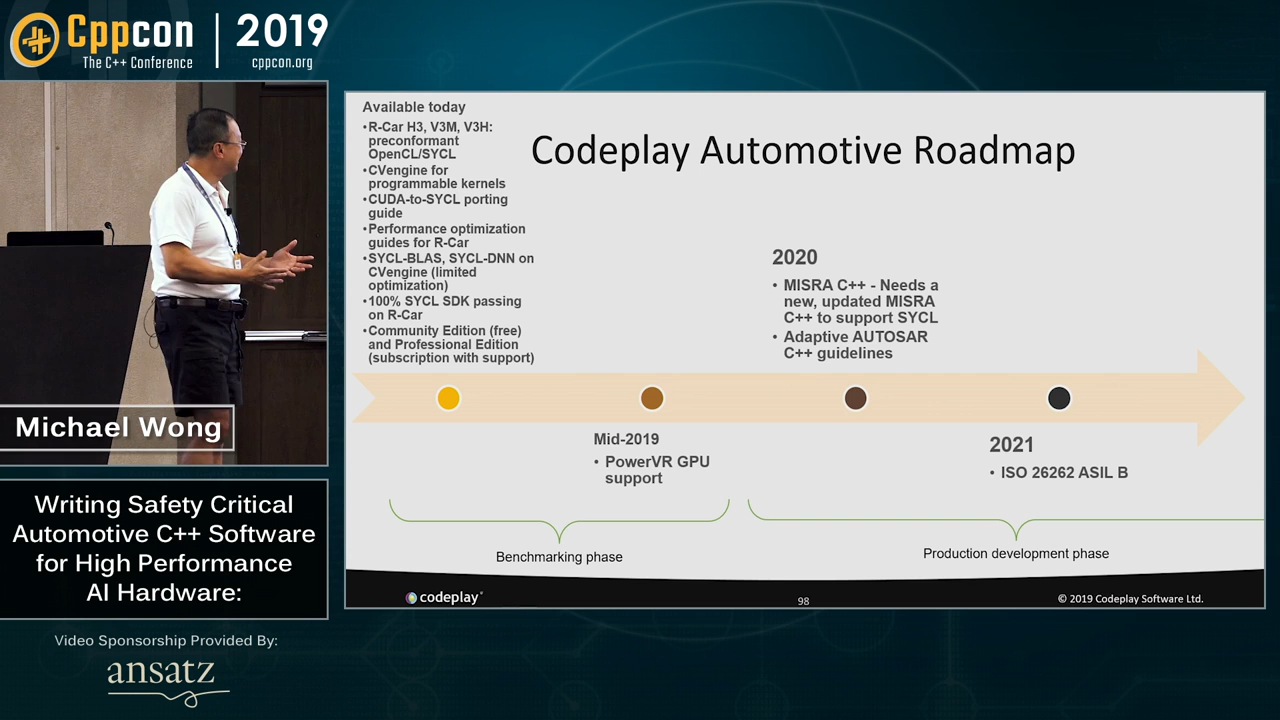 Cppcon
The C++ Conference
2019
cppcon.org
Michael Wong
Writing Safety Critical
Automotive C++ Software
for High Performance
AI Hardware:
Video Sponsorship Provided By:
ansatz
Available today
•R-Car H3, V3M, V3H:
preconformant
OpenCL/SYCL
•CVengine for
programmable kernels
•CUDA-to-SYCL porting
guide
•Performance optimization
guides for R-Car
•SYCL-BLAS, SYCL-DNN on
CVengine (limited
optimization)
•100% SYCL SDK passing
on R-Car
•Community Edition (free)
and Professional Edition
(subscription with support)
Codeplay Automotive Roadmap
2020
• MISRA C++ - Needs a
new, updated MISRA
C++ to support SYCL
• Adaptive AUTOSAR
C++ guidelines
Mid-2019
• PowerVR GPU
support
2021
• ISO 26262 ASIL B
Benchmarking phase
Production development phase
codeplay®
98
© 2019 Codeplay Software Ltd.